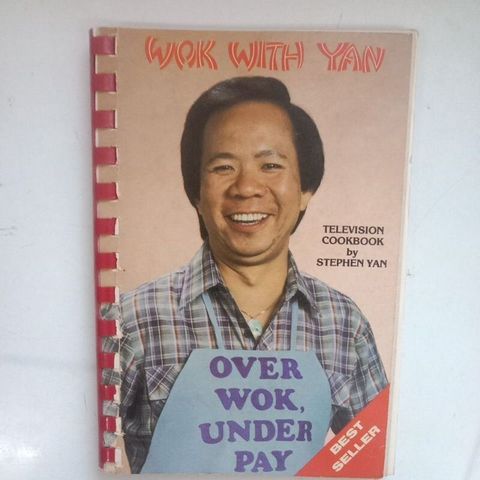 WOK WITH YAN
TELEVISION
COOKBOOK
by
STEPHEN YAN
OVER
WOK,
UNDER
PAY
BEST
SELLER